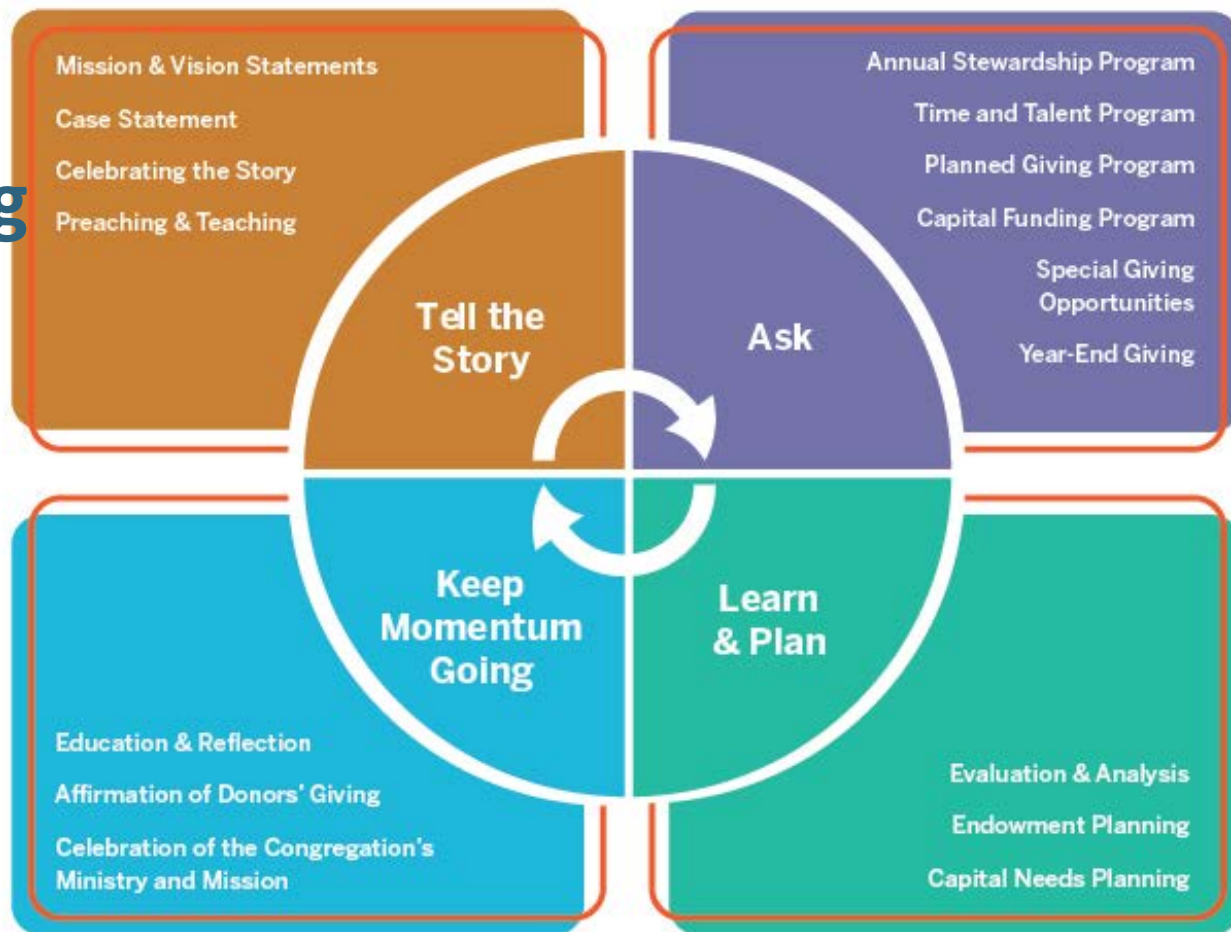 Mission & Vision Statements
Case Statement
Celebrating the Story
Preaching & Teaching
g
Tell the
Story
Annual Stewardship Program
Time and Talent Program
Planned Giving Program
Capital Funding Program
Special Giving
Opportunities
Year-End Giving
Ask
Keep
Momentum
Going
Education & Reflection
Affirmation of Donors’ Giving
Celebration of the Congregation’s
Ministry and Mission
Learn
& Plan
Evaluation & Analysis
Endowment Planning
Capital Needs Planning